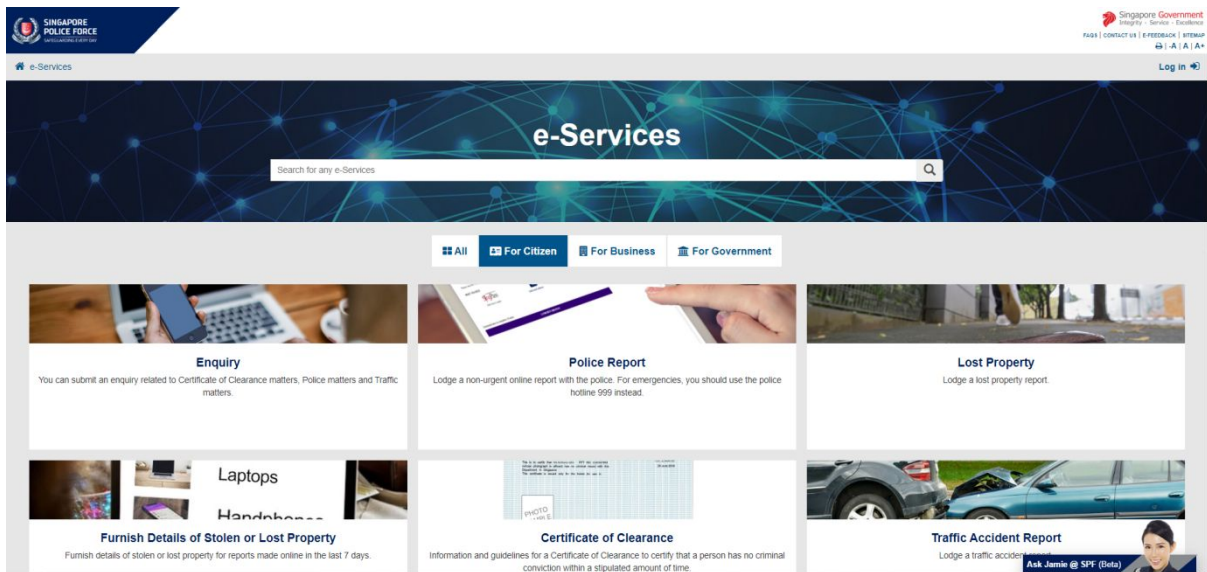 SINGAPORE
POLICE FORCE
SAFEGUARDING EVERY DAY
Singapore Government
Integrity · Service · Excellence
FAQS | CONTACT US | E-FEEDBACK | SITEMAP
-A | A | A+
e-Services
Log in
e-Services
Search for any e-Services
All
For Citizen
For Business
For Government
Enquiry
You can submit an enquiry related to Certificate of Clearance matters, Police matters and Traffic
matters.
Police Report
Lodge a non-urgent online report with the police. For emergencies, you should use the police
hotline 999 instead.
Lost Property
Lodge a lost property report.
Laptops
Handphones
Furnish Details of Stolen or Lost Property
Furnish details of stolen or lost property for reports made online in the last 7 days.
PHOTO
Certificate of Clearance
Information and guidelines for a Certificate of Clearance to certify that a person has no criminal
conviction within a stipulated amount of time.
Traffic Accident Report
Lodge a traffic accident report.
Ask Jamie @ SPF (Beta)